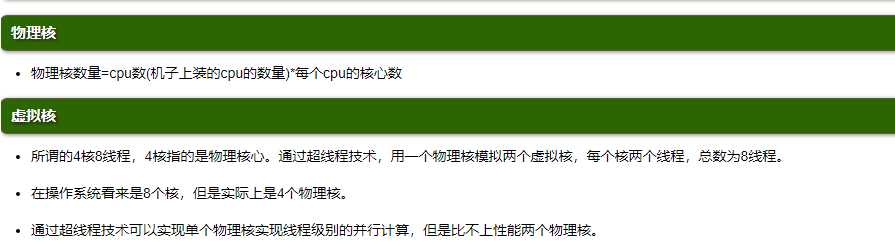 物理核
物理核数量=cpu数(机子上装的cpu的数量)*每个cpu的核心数
虚拟核
所谓的4核8线程，4核指的是物理核心。通过超线程技术，用一个物理核模拟两个虚拟核，每个核两个线程，总数为8线程。
在操作系统看来是8个核，但是实际上是4个物理核。
通过超线程技术可以实现单个物理核实现线程级别的并行计算，但是比不上性能两个物理核。